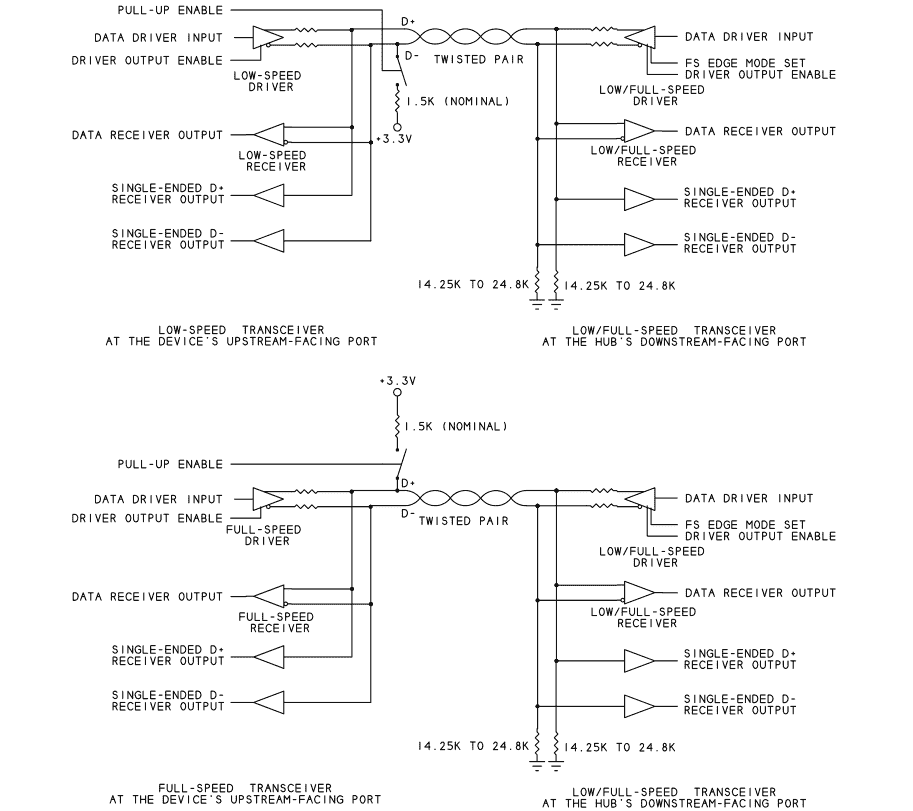 PULL-UP ENABLE
DATA DRIVER INPUT
DRIVER OUTPUT ENABLE
LOW-SPEED
DRIVER
D+
D-
TWISTED PAIR
1.5K (NOMINAL)
+3.3V
DATA DRIVER INPUT
FS EDGE MODE SET
DRIVER OUTPUT ENABLE
LOW/FULL-SPEED
DRIVER
DATA RECEIVER OUTPUT
LOW-SPEED
RECEIVER
DATA RECEIVER OUTPUT
LOW/FULL-SPEED
RECEIVER
SINGLE-ENDED D+
RECEIVER OUTPUT
SINGLE-ENDED D+
RECEIVER OUTPUT
SINGLE-ENDED D-
RECEIVER OUTPUT
SINGLE-ENDED D-
RECEIVER OUTPUT
14.25K TO 24.8K
14.25K TO 24.8K
LOW-SPEED TRANSCEIVER
AT THE DEVICE'S UPSTREAM-FACING PORT
LOW/FULL-SPEED TRANSCEIVER
AT THE HUB'S DOWNSTREAM-FACING PORT
+3.3V
1.5K (NOMINAL)
PULL-UP ENABLE
DATA DRIVER INPUT
DRIVER OUTPUT ENABLE
FULL-SPEED
DRIVER
D+
D-
TWISTED PAIR
DATA DRIVER INPUT
FS EDGE MODE SET
DRIVER OUTPUT ENABLE
LOW/FULL-SPEED
DRIVER
DATA RECEIVER OUTPUT
FULL-SPEED
RECEIVER
DATA RECEIVER OUTPUT
LOW/FULL-SPEED
RECEIVER
SINGLE-ENDED D+
RECEIVER OUTPUT
SINGLE-ENDED D+
RECEIVER OUTPUT
SINGLE-ENDED D-
RECEIVER OUTPUT
SINGLE-ENDED D-
RECEIVER OUTPUT
14.25K TO 24.8K
14.25K TO 24.8K
FULL-SPEED TRANSCEIVER
AT THE DEVICE'S UPSTREAM-FACING PORT
LOW/FULL-SPEED TRANSCEIVER
AT THE HUB'S DOWNSTREAM-FACING PORT